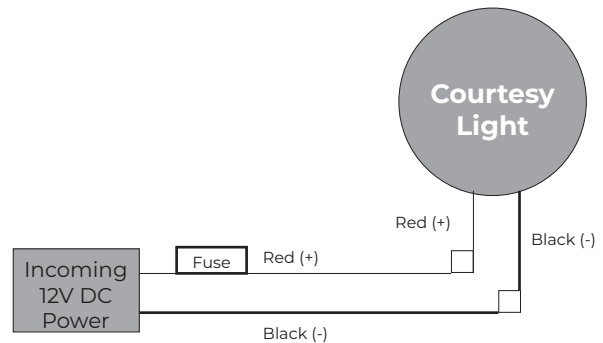 Courtesy
Light
Red (+)
Black (-)
Incoming
12V DC
Power
Fuse
Red (+)
Black (-)